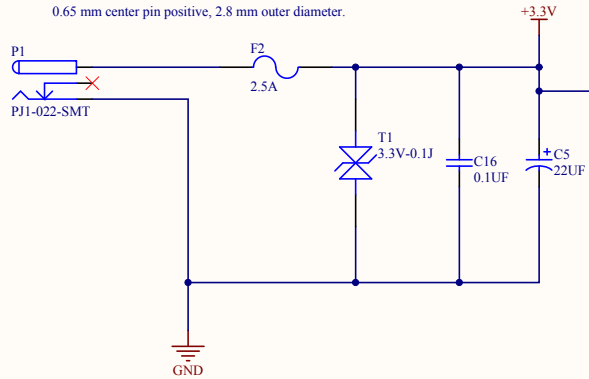 0.65 mm center pin positive, 2.8 mm outer diameter.
+3.3V
P1
F2
2.5A
PJ1-022-SMT
T1
3.3V-0.1J
C16
0.1UF
+
C5
22UF
GND